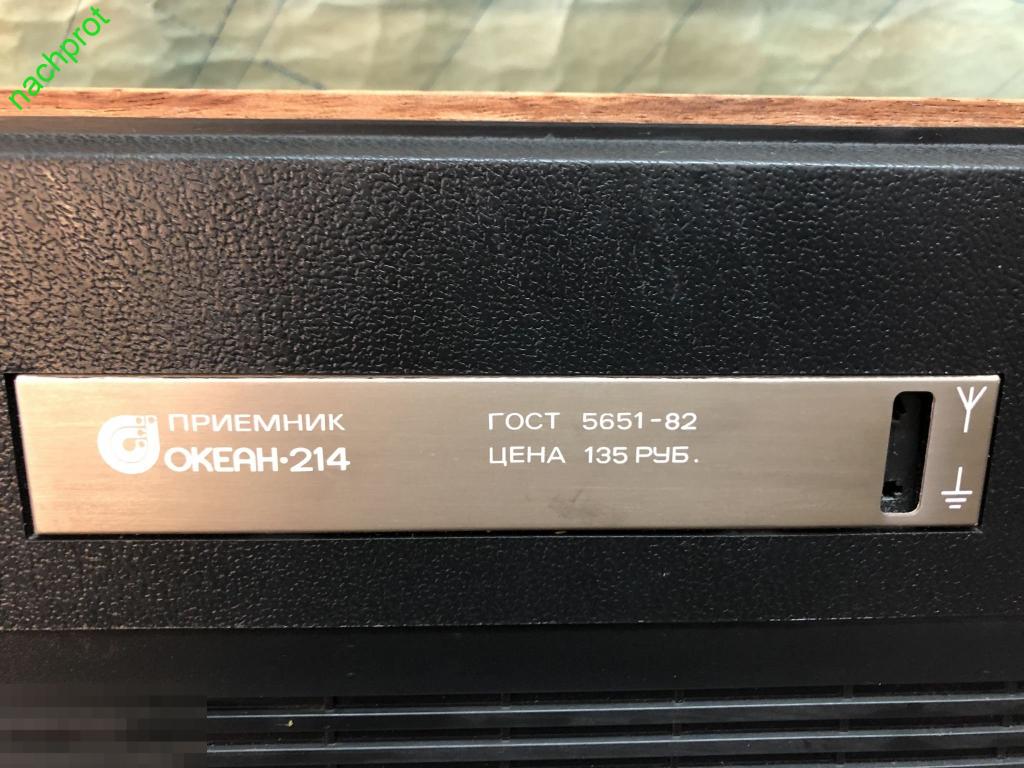 nachprot
ПРИЕМНИК
ОКЕАН·214
ГОСТ 5651-82
ЦЕНА 135 РУБ.